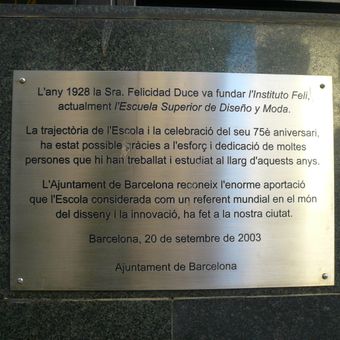 L'any 1928 la Sra. Felicidad Duce va fundar l'Instituto Feli,
actualment l'Escuela Superior de Diseño y Moda.
La trajectòria de l'Escola i la celebració del seu 75è aniversari,
ha estat possible gràcies a l'esforç i dedicació de moltes
persones que hi han treballat i estudiat al llarg d'aquests anys.
L'Ajuntament de Barcelona reconeix l'enorme aportació
que l'Escola considerada com un referent mundial en el món
del disseny i la innovació, ha fet a la nostra ciutat.
Barcelona, 20 de setembre de 2003
Ajuntament de Barcelona